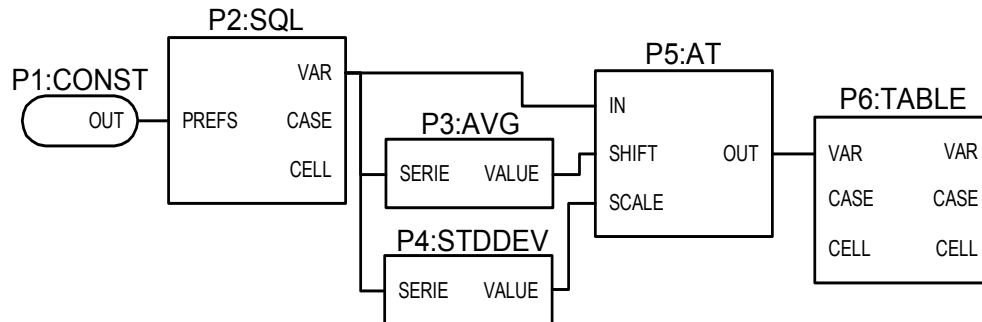 P1:CONST
OUT
P2:SQL
PREFS
VAR
CASE
CELL
P3:AVG
SERIE VALUE
P4:STDDEV
SERIE VALUE
P5:AT
IN
SHIFT OUT
SCALE
P6:TABLE
VAR VAR
CASE CASE
CELL CELL